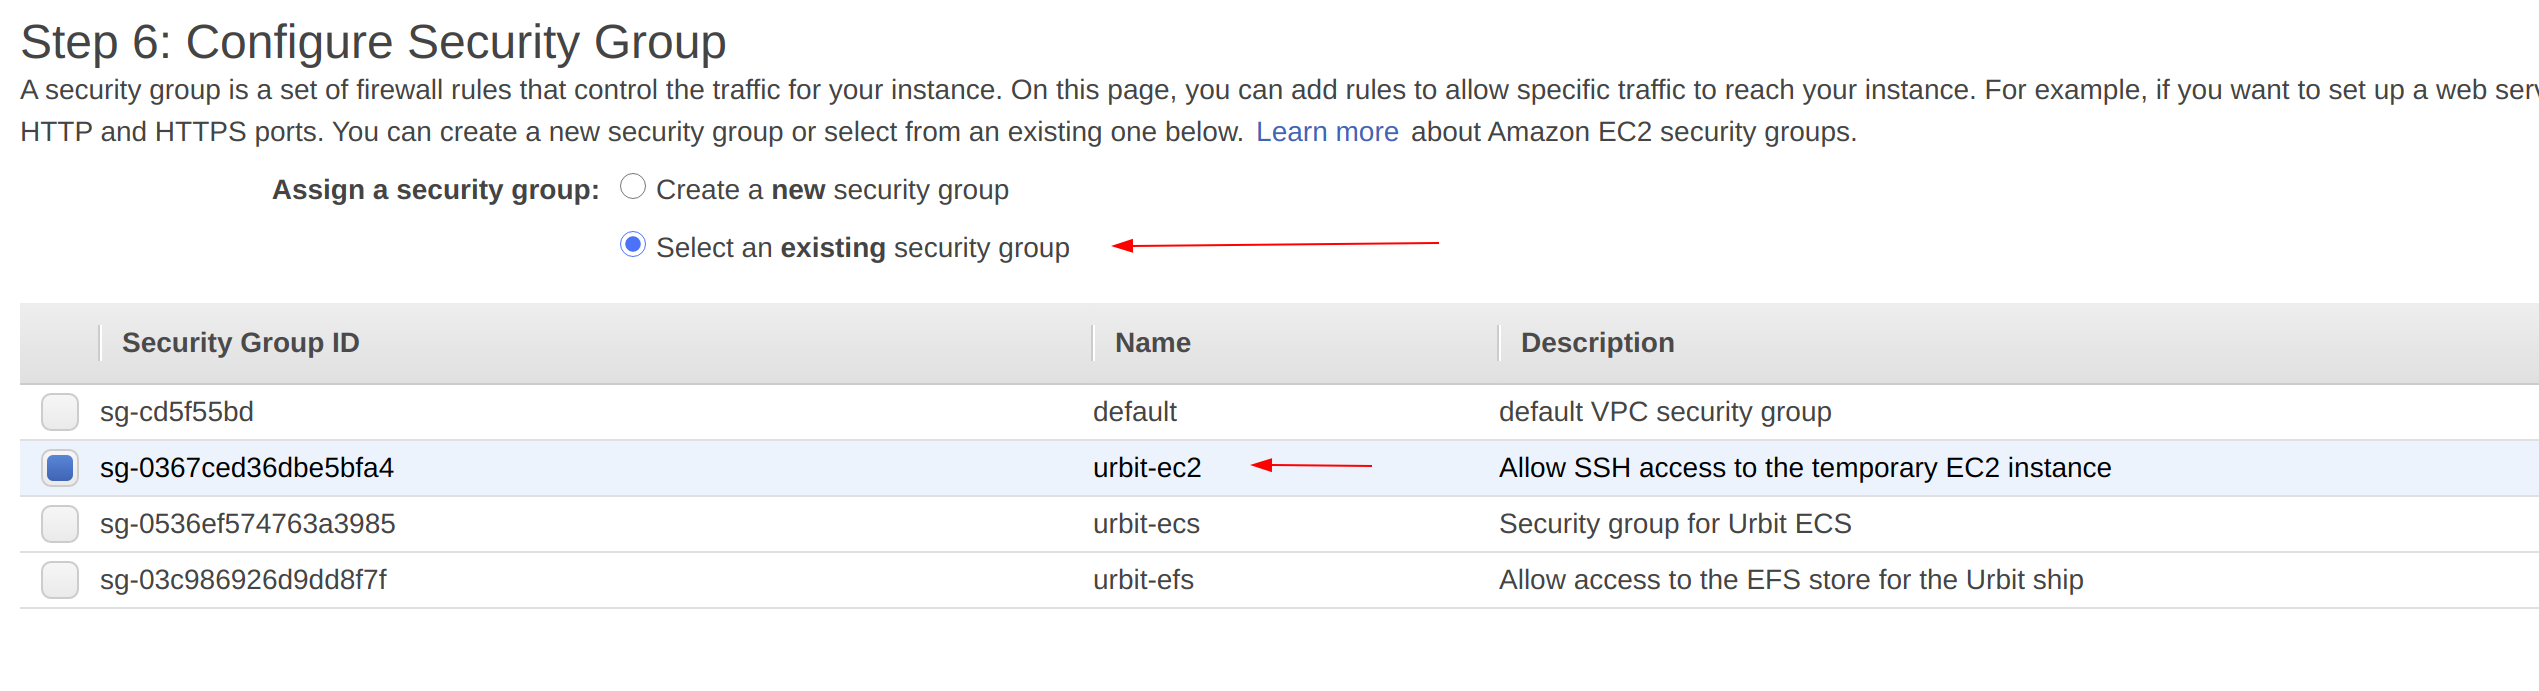 Step 6: Configure Security Group
A security group is a set of firewall rules that control the traffic for your instance. On this page, you can add rules to allow specific traffic to reach your instance. For example, if you want to set up a web
HTTP and HTTPS ports. You can create a new security group or select from an existing one below. Learn more about Amazon EC2 security groups.
Assign a security group: Create a new security group
Select an existing security group
Security Group ID Name Description
sg-cd5f55bd default default VPC security group
sg-0367ced36dbe5bfa4 urbit-ec2 Allow SSH access to the temporary EC2 instance
sg-0536ef574763a3985 urbit-ecs Security group for Urbit ECS
sg-03c986926d9dd8f7f urbit-efs Allow access to the EFS store for the Urbit ship